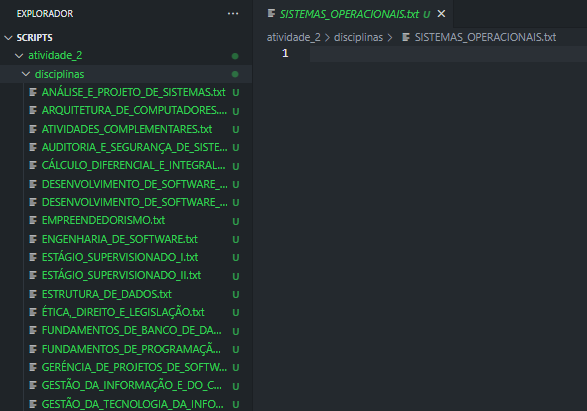 EXPLORADOR
SCRIPTS
atividade_2
disciplinas
ANÁLISE_E_PROJETO_DE_SISTEMAS.txt U
ARQUITETURA_DE_COMPUTADORES.... U
ATIVIDADES_COMPLEMENTARES.txt U
AUDITORIA_E_SEGURANÇA_DE_SISTE... U
CÁLCULO_DIFERENCIAL_E_INTEGRAL... U
DESENVOLVIMENTO_DE_SOFTWARE_... U
DESENVOLVIMENTO_DE_SOFTWARE_... U
EMPREENDEDORISMO.txt U
ENGENHARIA_DE_SOFTWARE.txt U
ESTÁGIO_SUPERVISIONADO_I.txt U
ESTÁGIO_SUPERVISIONADO_II.txt U
ESTRUTURA_DE_DADOS.txt U
ÉTICA,_DIREITO_E_LEGISLAÇÃO.txt U
FUNDAMENTOS_DE_BANCO_DE_DA... U
FUNDAMENTOS_DE_PROGRAMAÇÃ... U
GERÊNCIA_DE_PROJETOS_DE_SOFTW... U
GESTÃO_DA_INFORMAÇÃO_E_DO_C... U
GESTÃO_DA_TECNOLOGIA_DA_INFO... U
SISTEMAS_OPERACIONAIS.txt U
atividade_2 > disciplinas > SISTEMAS_OPERACIONAIS.txt
1